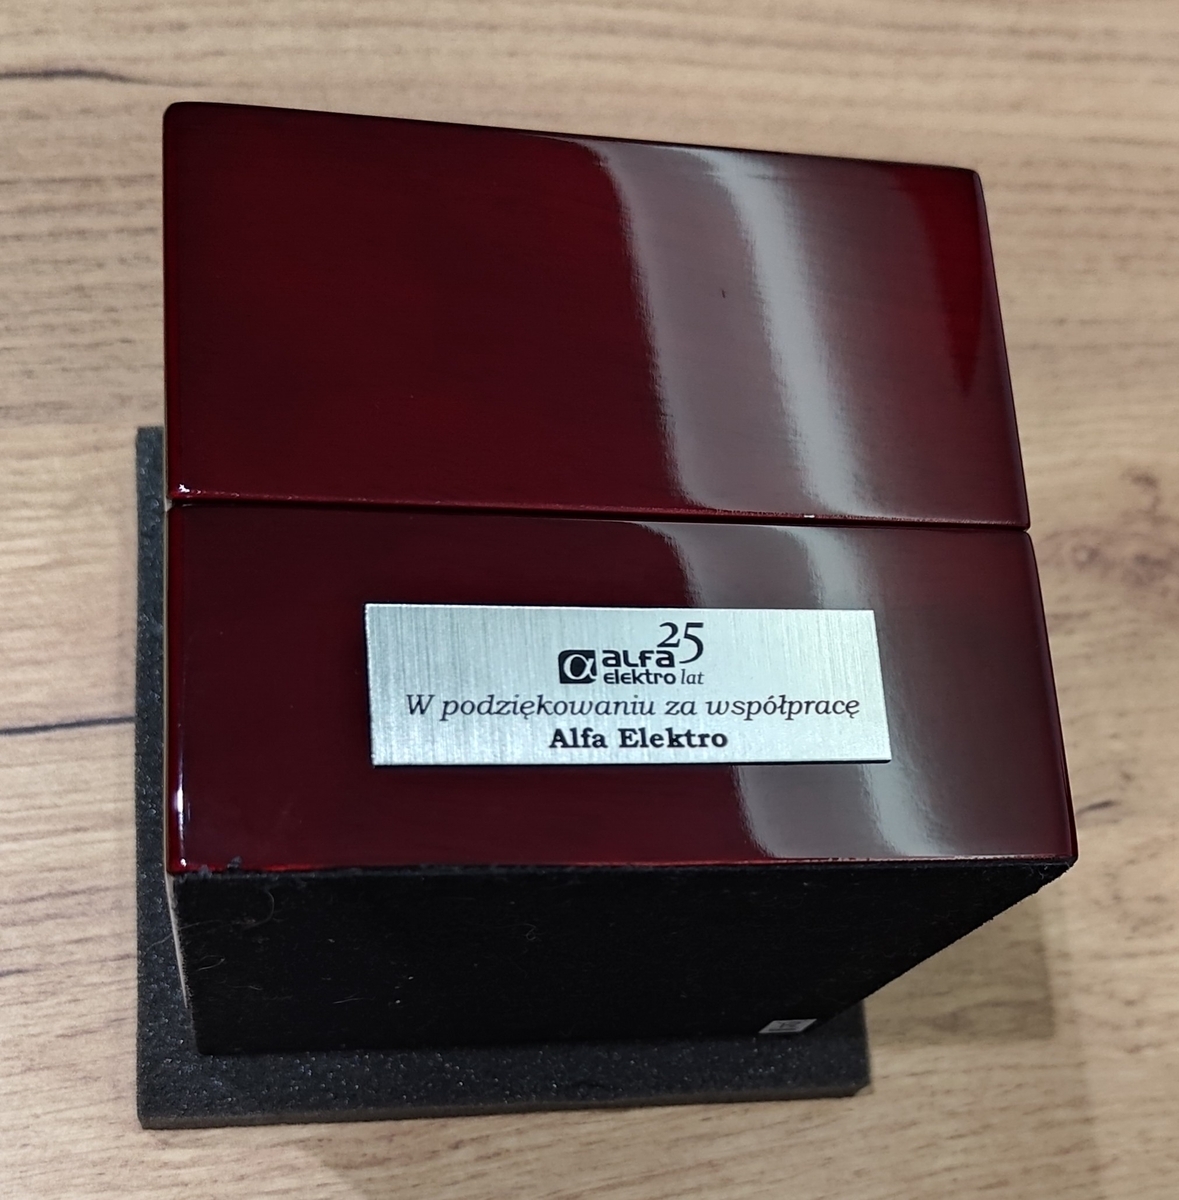 25
α alfa
elektro lat
W podziękowaniu za współpracę
Alfa Elektro